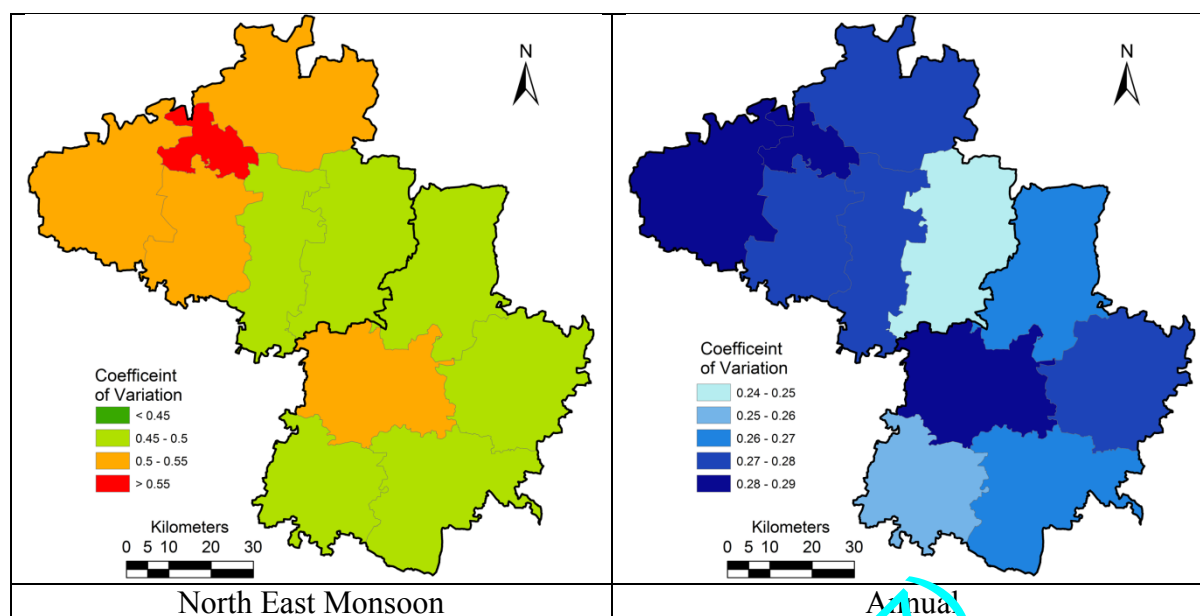 N
Coefficeint
of Variation
< 0.45
0.45 - 0.5
0.5 - 0.55
> 0.55
Kilometers
0 5 10 20 30
North East Monsoon
N
Coefficeint
of Variation
0.24 - 0.25
0.25 - 0.26
0.26 - 0.27
0.27 - 0.28
0.28 - 0.29
Kilometers
0 5 10 20 30
Annual